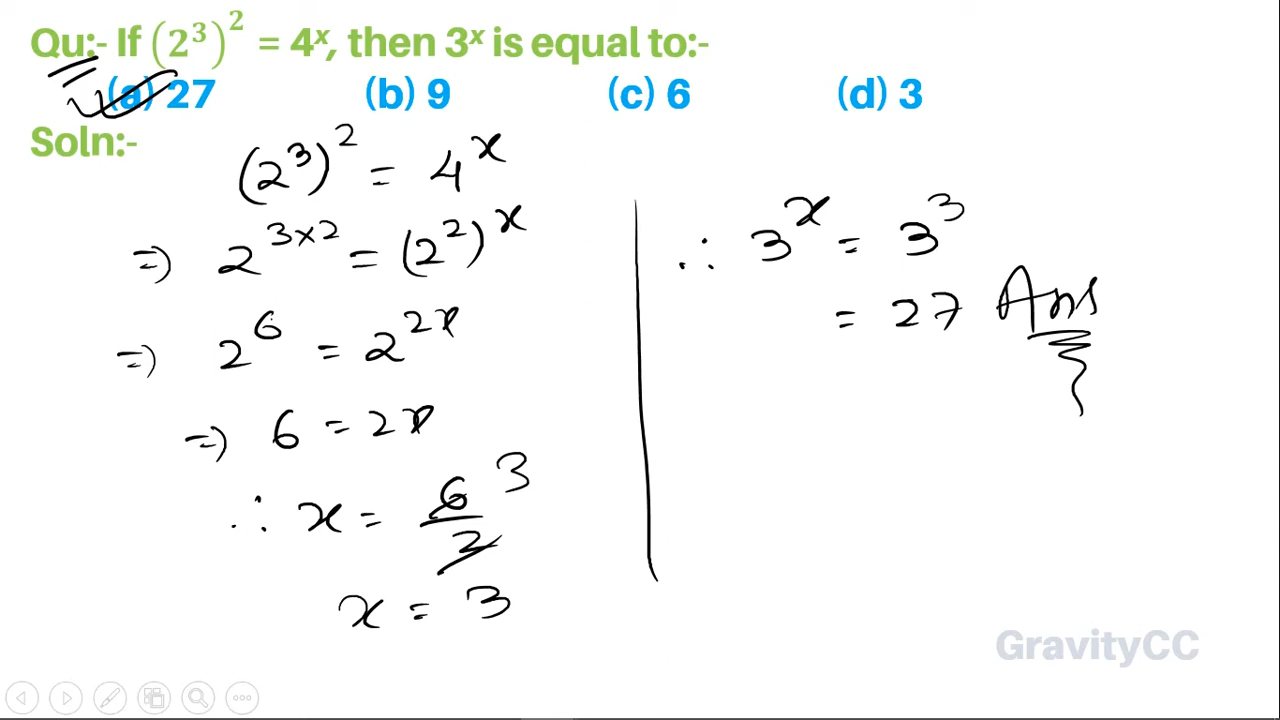 Qu:- If (2³)² = 4ˣ, then 3ˣ is equal to:-
(a) 27 (b) 9 (c) 6 (d) 3
Soln:-
(2³)² = 4ˣ
⇒ 2³ˣ² = (2²)ˣ
⇒ 2⁶ = 2²ˣ
⇒ 6 = 2x
∴ x = 6/2 3
x = 3
∴ 3ˣ = 3³
= 27 Ans
GravityCC